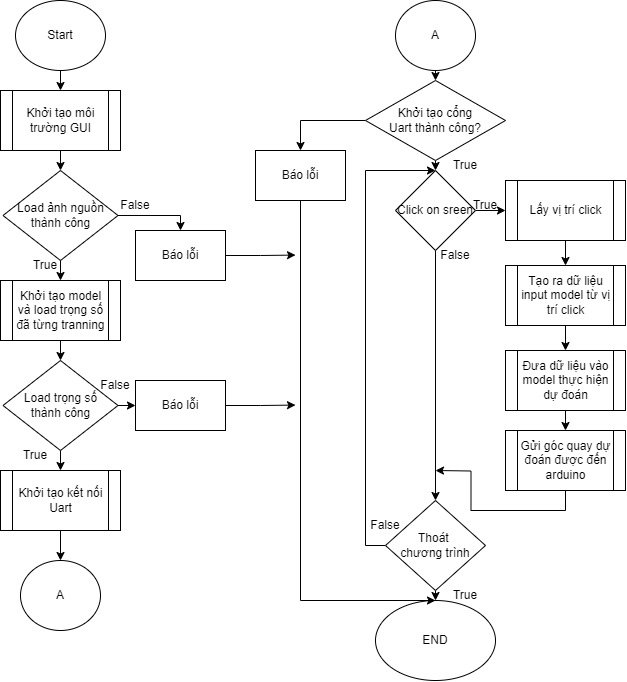 Start
Khởi tạo môi
trường GUI
Load ảnh nguồn
thành công
False
Báo lỗi
True
Khởi tạo model
và load trọng số
đã từng tranning
Load trọng số
thành công
False
Báo lỗi
True
Khởi tạo kết nối
Uart
A
A
Khởi tạo cổng
Uart thành công?
Báo lỗi
True
Click on sreen
True
Lấy vị trí click
False
Tạo ra dữ liệu
input model từ vị
trí click
Đưa dữ liệu vào
model thực hiện
dự đoán
Gửi góc quay dự
đoán được đến
arduino
False
Thoát
chương trình
True
END